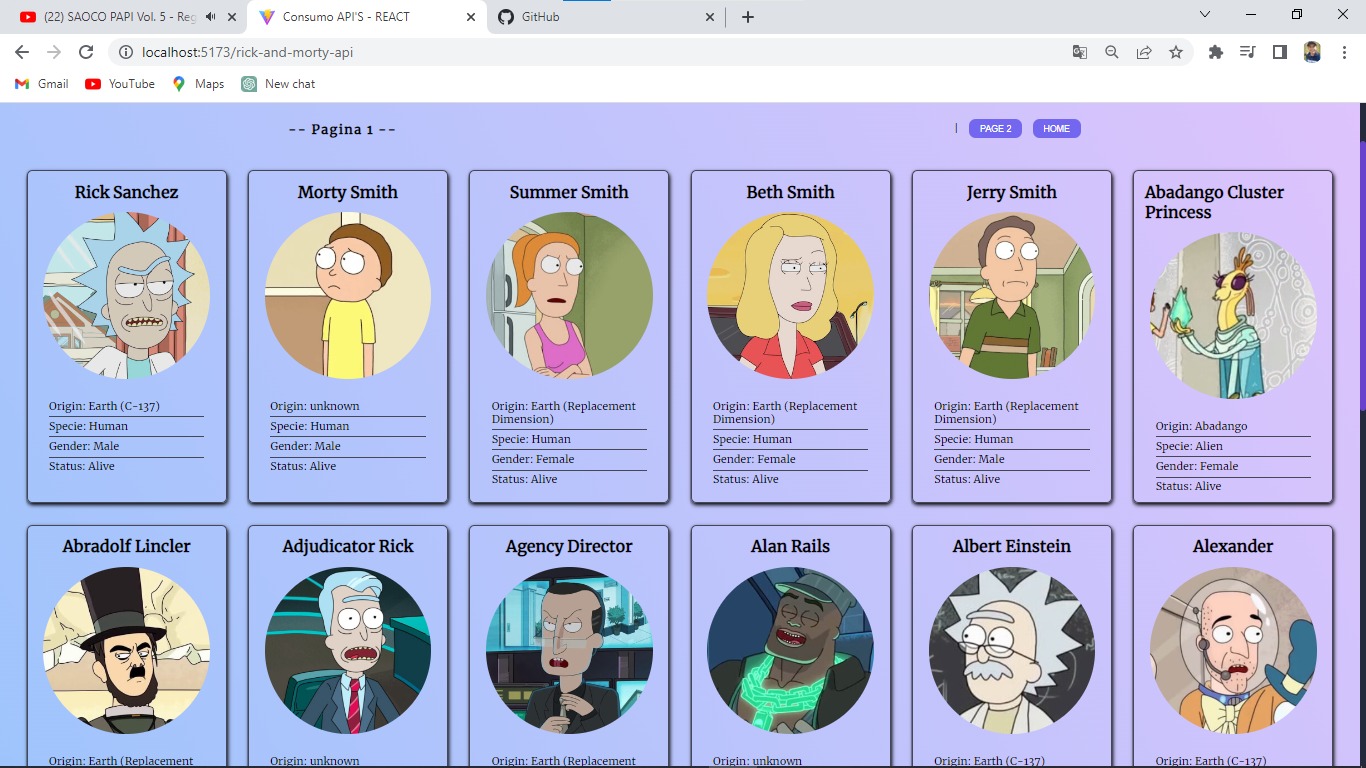 (22) SAOCO PAPI Vol. 5 - Reg
Consumo API'S - REACT
GitHub
localhost:5173/rick-and-morty-api
Gmail
YouTube
Maps
New chat
-- Pagina 1 --
|
PAGE 2
HOME
Rick Sanchez
Origin: Earth (C-137)
Specie: Human
Gender: Male
Status: Alive
Morty Smith
Origin: unknown
Specie: Human
Gender: Male
Status: Alive
Summer Smith
Origin: Earth (Replacement
Dimension)
Specie: Human
Gender: Female
Status: Alive
Beth Smith
Origin: Earth (Replacement
Dimension)
Specie: Human
Gender: Female
Status: Alive
Jerry Smith
Origin: Earth (Replacement
Dimension)
Specie: Human
Gender: Male
Status: Alive
Abadango Cluster
Princess
Origin: Abadango
Specie: Alien
Gender: Female
Status: Alive
Abradolf Lincler
Origin: Earth (Replacement
Adjudicator Rick
Origin: unknown
Agency Director
Origin: Earth (Replacement
Alan Rails
Origin: unknown
Albert Einstein
Origin: Earth (C-137)
Alexander
Origin: Earth (C-137)